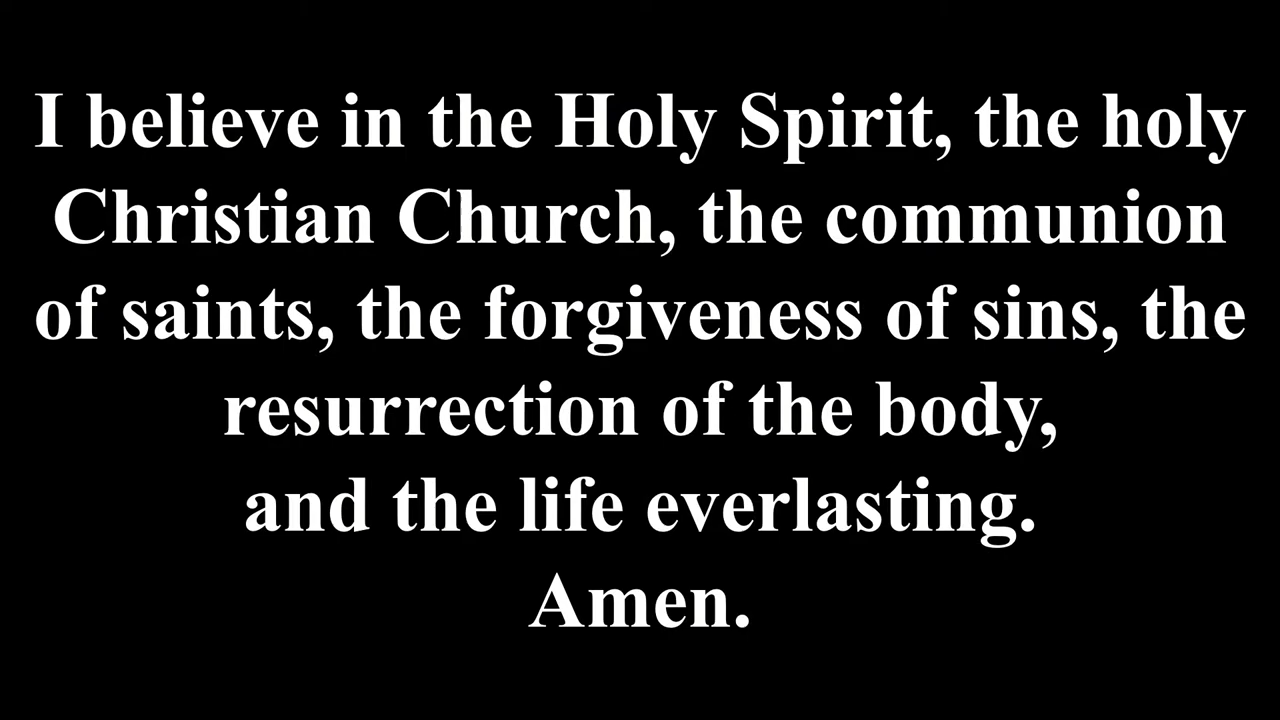 I believe in the Holy Spirit, the holy
Christian Church, the communion
of saints, the forgiveness of sins, the
resurrection of the body,
and the life everlasting.
Amen.